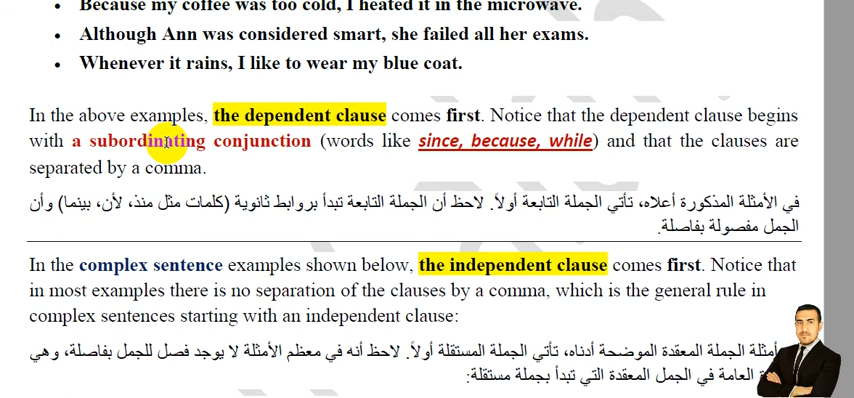 • Because my coffee was too cold, I heated it in the microwave.
• Although Ann was considered smart, she failed all her exams.
• Whenever it rains, I like to wear my blue coat.
In the above examples, the dependent clause comes first. Notice that the dependent clause begins
with a subordinating conjunction (words like since, because, while) and that the clauses are
separated by a comma.
في الأمثلة المذكورة أعلاه، تأتي الجملة التابعة أولاً. لاحظ أن الجملة التابعة تبدأ بروابط ثانوية (كلمات مثل منذ، لأن، بينما) وأن
الجمل مفصولة بفاصلة.
In the complex sentence examples shown below, the independent clause comes first. Notice that
in most examples there is no separation of the clauses by a comma, which is the general rule in
complex sentences starting with an independent clause:
أمثلة الجملة المعقدة الموضحة أدناه، تأتي الجملة المستقلة أولاً. لاحظ أنه في معظم الأمثلة لا يوجد فصل للجمل بفاصلة، وهي
العامة في الجمل المعقدة التي تبدأ بجملة مستقلة: